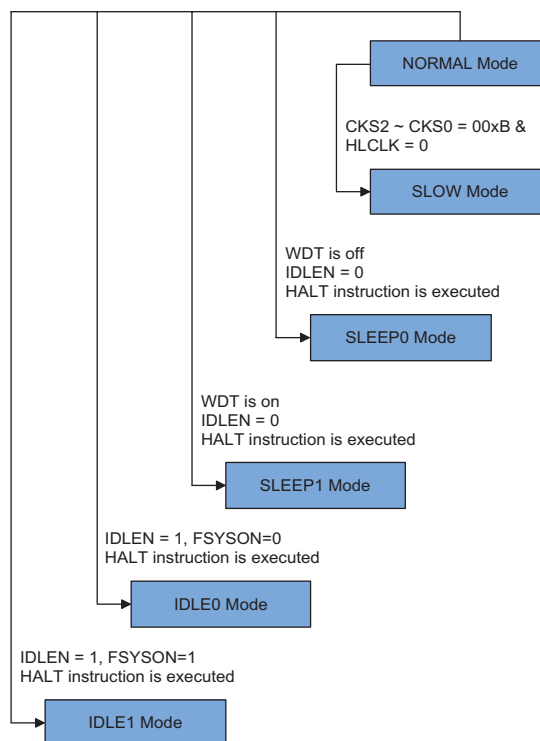 NORMAL Mode
CKS2 ~ CKS0 = 00xB &
HLCLK = 0
SLOW Mode
WDT is off
IDLEN = 0
HALT instruction is executed
SLEEP0 Mode
WDT is on
IDLEN = 0
HALT instruction is executed
SLEEP1 Mode
IDLEN = 1, FSYSON=0
HALT instruction is executed
IDLE0 Mode
IDLEN = 1, FSYSON=1
HALT instruction is executed
IDLE1 Mode